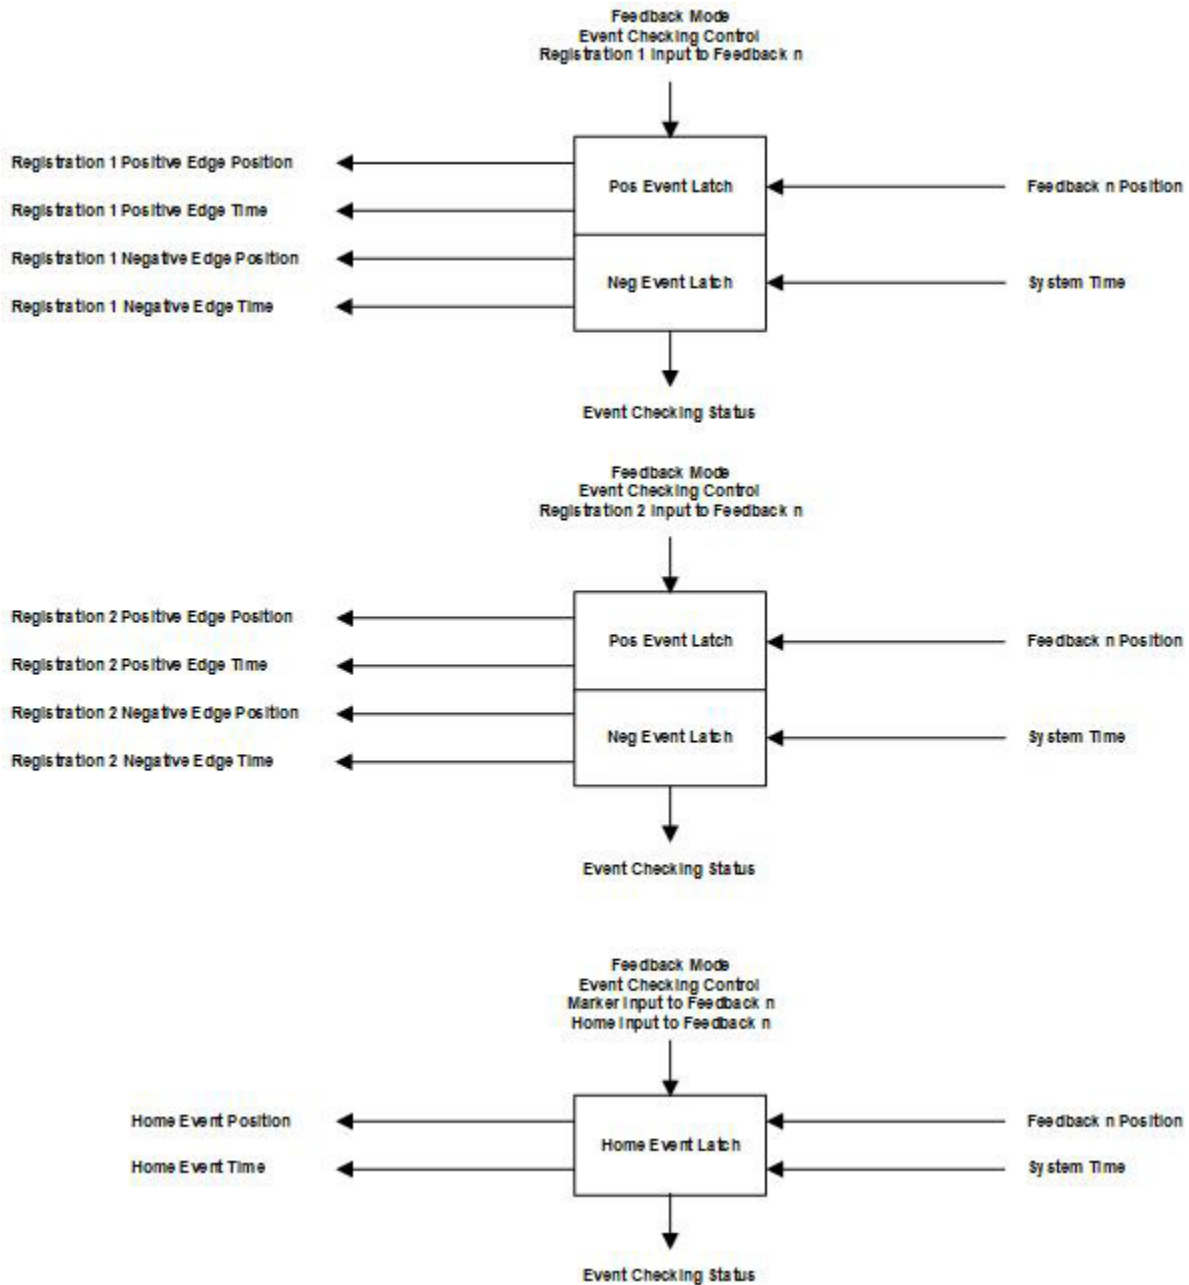 Feedback Mode
Event Checking Control
Registration 1 Input to Feedback n
Registration 1 Positive Edge Position
Pos Event Latch
Feedback n Position
Registration 1 Positive Edge Time
Registration 1 Negative Edge Position
Neg Event Latch
System Time
Registration 1 Negative Edge Time
Event Checking Status
Feedback Mode
Event Checking Control
Registration 2 Input to Feedback n
Registration 2 Positive Edge Position
Pos Event Latch
Feedback n Position
Registration 2 Positive Edge Time
Registration 2 Negative Edge Position
Neg Event Latch
System Time
Registration 2 Negative Edge Time
Event Checking Status
Feedback Mode
Event Checking Control
Marker Input to Feedback n
Home Input to Feedback n
Home Event Position
Feedback n Position
Home Event Latch
Home Event Time
System Time
Event Checking Status